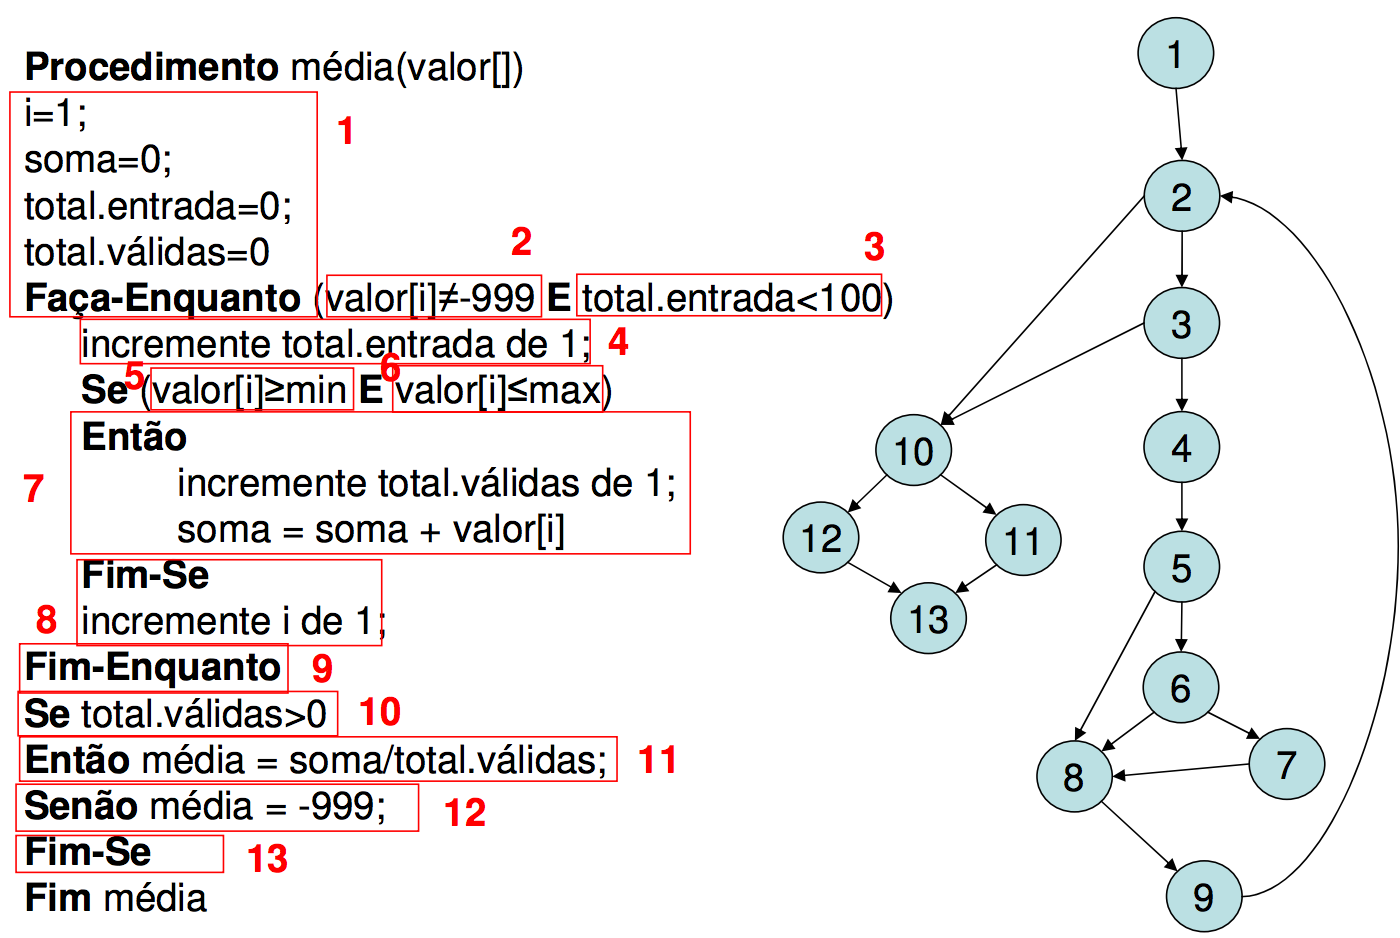 Procedimento média(valor[])
i=1;
1
soma=0;
total.entrada=0;
total.válidas=0
2
3
Faça-Enquanto (valor[i]≠-999 E total.entrada<100)
incremente total.entrada de 1; 4
5
6
Se (valor[i]≥min E valor[i]≤max)
Então
7
incremente total.válidas de 1;
soma = soma + valor[i]
Fim-Se
8
incremente i de 1;
Fim-Enquanto 9
Se total.válidas>0 10
Então média = soma/total.válidas; 11
Senão média = -999; 12
Fim-Se 13
Fim média
1
2
3
4
10
12
11
5
13
6
7
8
9